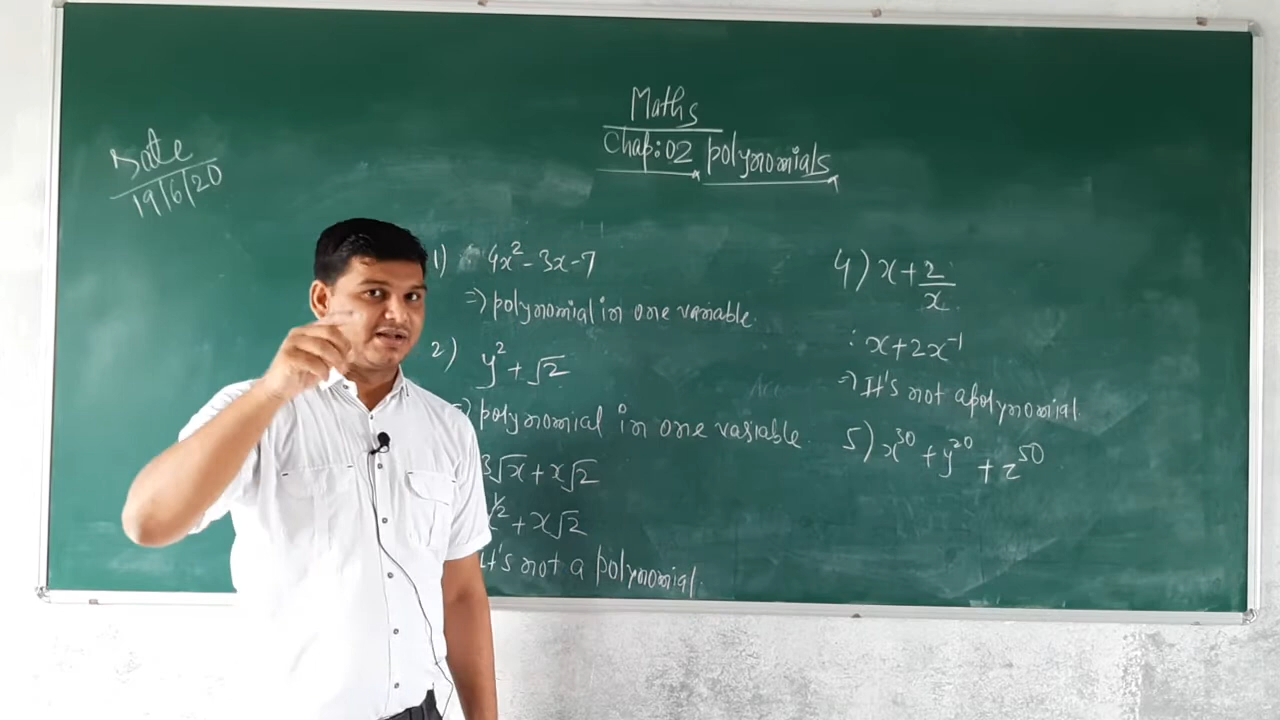 Maths
Chap:02 polynomials
Date
19/6/20
1) 4x² - 3x - 7
⇒ polynomial in one variable.
2) y² + √2
⇒ polynomial in one variable.
3√x + x√2
1/2 + x√2
It's not a polynomial.
4) x + 2/x
: x + 2x⁻¹
⇒ It's not a polynomial.
5) x³⁰ + y²⁰ + z⁵⁰